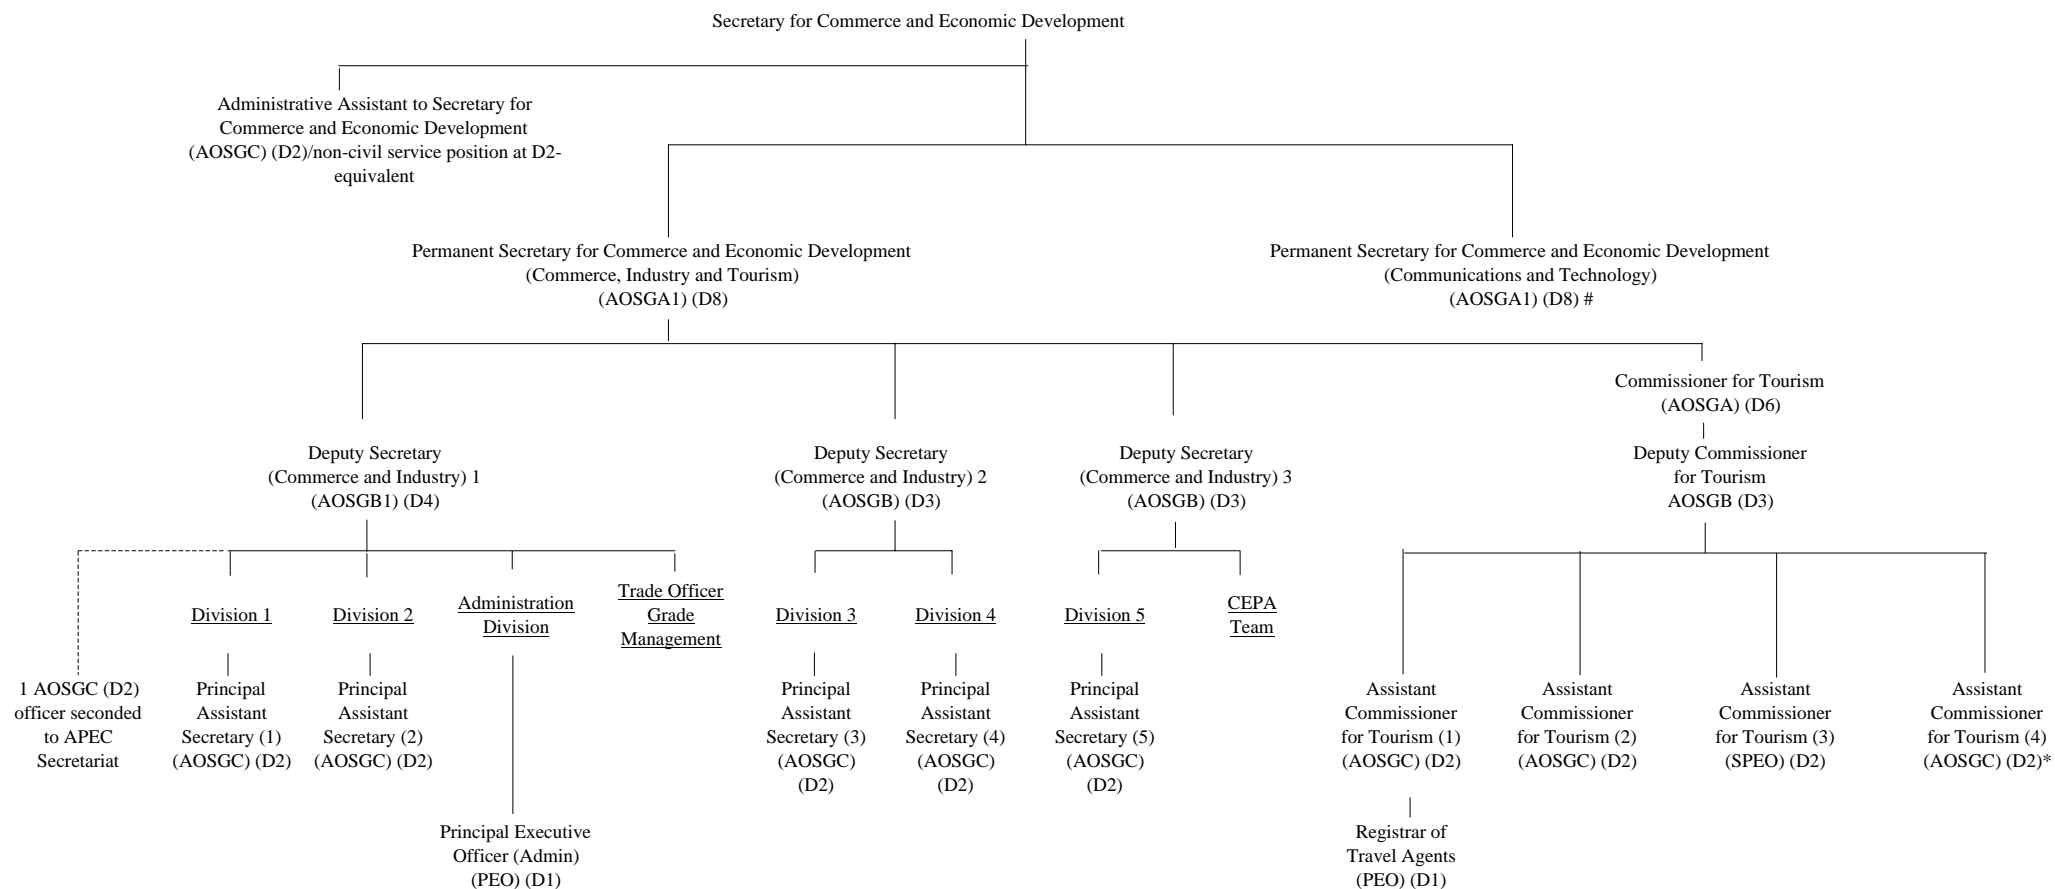 Secretary for Commerce and Economic Development
Administrative Assistant to Secretary for
Commerce and Economic Development
(AOSGC) (D2)/non-civil service position at D2-
equivalent
Permanent Secretary for Commerce and Economic Development
(Commerce, Industry and Tourism)
(AOSGA1) (D8)
Permanent Secretary for Commerce and Economic Development
(Communications and Technology)
(AOSGA1) (D8) #
Commissioner for Tourism
(AOSGA) (D6)
Deputy Secretary
(Commerce and Industry) 1
(AOSGB1) (D4)
Deputy Secretary
(Commerce and Industry) 2
(AOSGB) (D3)
Deputy Secretary
(Commerce and Industry) 3
(AOSGB) (D3)
Deputy Commissioner
for Tourism
AOSGB (D3)
Division 1
Division 2
Administration
Division
Trade Officer
Grade
Management
Division 3
Division 4
Division 5
CEPA
Team
1 AOSGC (D2)
officer seconded
to APEC
Secretariat
Principal
Assistant
Secretary (1)
(AOSGC) (D2)
Principal
Assistant
Secretary (2)
(AOSGC) (D2)
Principal
Assistant
Secretary (3)
(AOSGC)
(D2)
Principal
Assistant
Secretary (4)
(AOSGC)
(D2)
Principal
Assistant
Secretary (5)
(AOSGC)
(D2)
Assistant
Commissioner
for Tourism (1)
(AOSGC) (D2)
Assistant
Commissioner
for Tourism (2)
(AOSGC) (D2)
Assistant
Commissioner
for Tourism (3)
(SPEO) (D2)
Assistant
Commissioner
for Tourism (4)
(AOSGC) (D2)*
Principal Executive
Officer (Admin)
(PEO) (D1)
Registrar of
Travel Agents
(PEO) (D1)